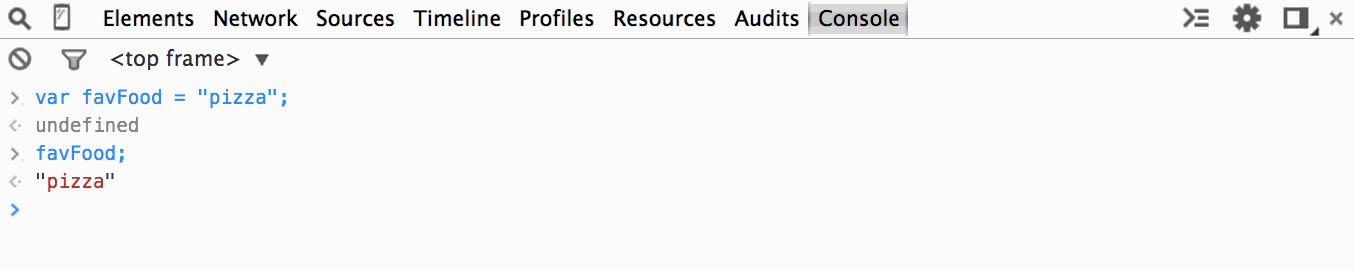 Elements Network Sources Timeline Profiles Resources Audits Console
<top frame> ▼
> var favFood = "pizza";
undefined
> favFood;
"pizza"
>